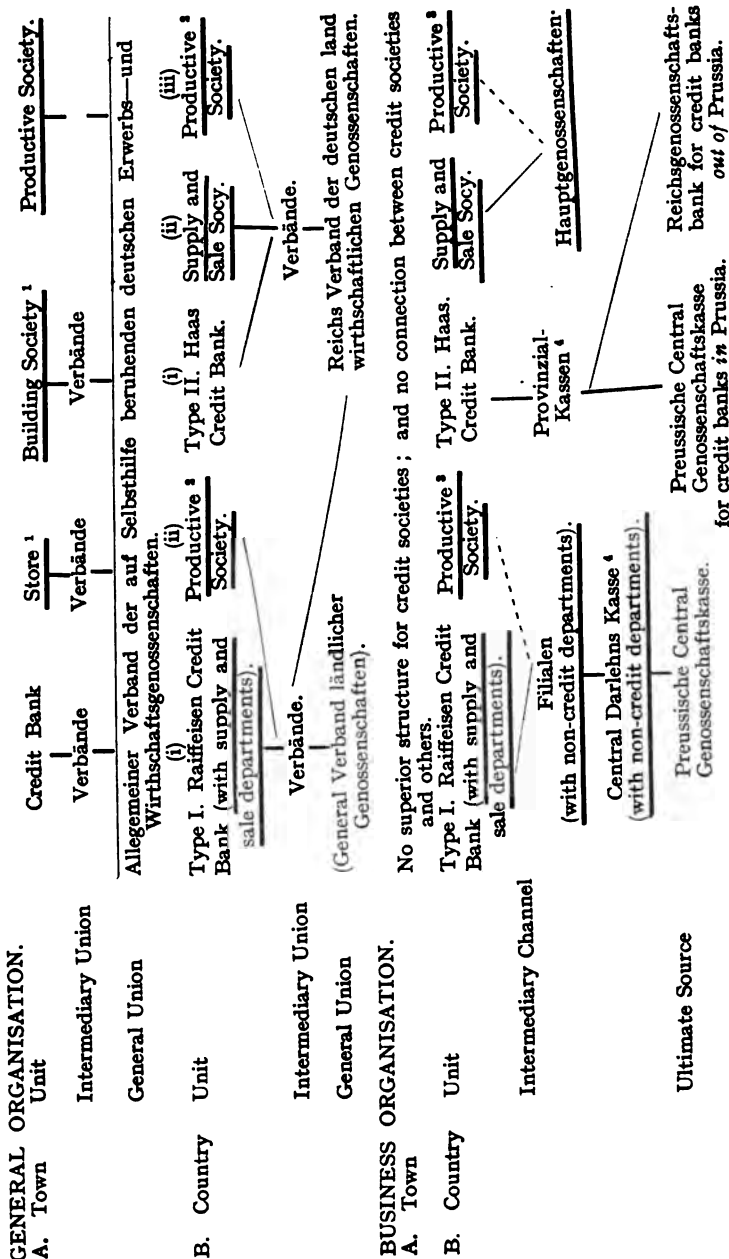 GENERAL ORGANISATION.
A. Town Unit Credit Bank Store 1 Building Society 1 Productive Society.
Intermediary Union Verbände Verbände Verbände
General Union Allegemeiner Verband der auf Selbsthilfe beruhenden deutschen Erwerbs—und
Wirthschaftsgenossenschaften.
(i) (ii) (i) (ii) (iii)
B. Country Unit Type I. Raiffeisen Credit Productive 2 Type II. Haas Supply and Productive 2
Bank (with supply and Society. Credit Bank. Sale Socy. Society.
sale departments).
Intermediary Union Verbände. Verbände.
General Union (General Verband ländlicher Reichs Verband der deutschen land
Genossenschaften). wirthschaftlichen Genossenschaften.
BUSINESS ORGANISATION.
A. Town No superior structure for credit societies; and no connection between credit societies
and others.
B. Country Unit Type I. Raiffeisen Credit Productive 3 Type II. Haas Supply and Productive 3
Bank (with supply and Society. Credit Bank. Sale Socy. Society.
sale departments).
Intermediary Channel Filialen Provinzial- Hauptgenossenschaften.
(with non-credit departments). Kassen 4
Central Darlehns Kasse 4
(with non-credit departments).
Ultimate Source Preussische Central Preussische Central Reichsgenossenschafts-
Genossenschaftskasse. Genossenschaftskasse bank for credit banks
for credit banks in Prussia. out of Prussia.